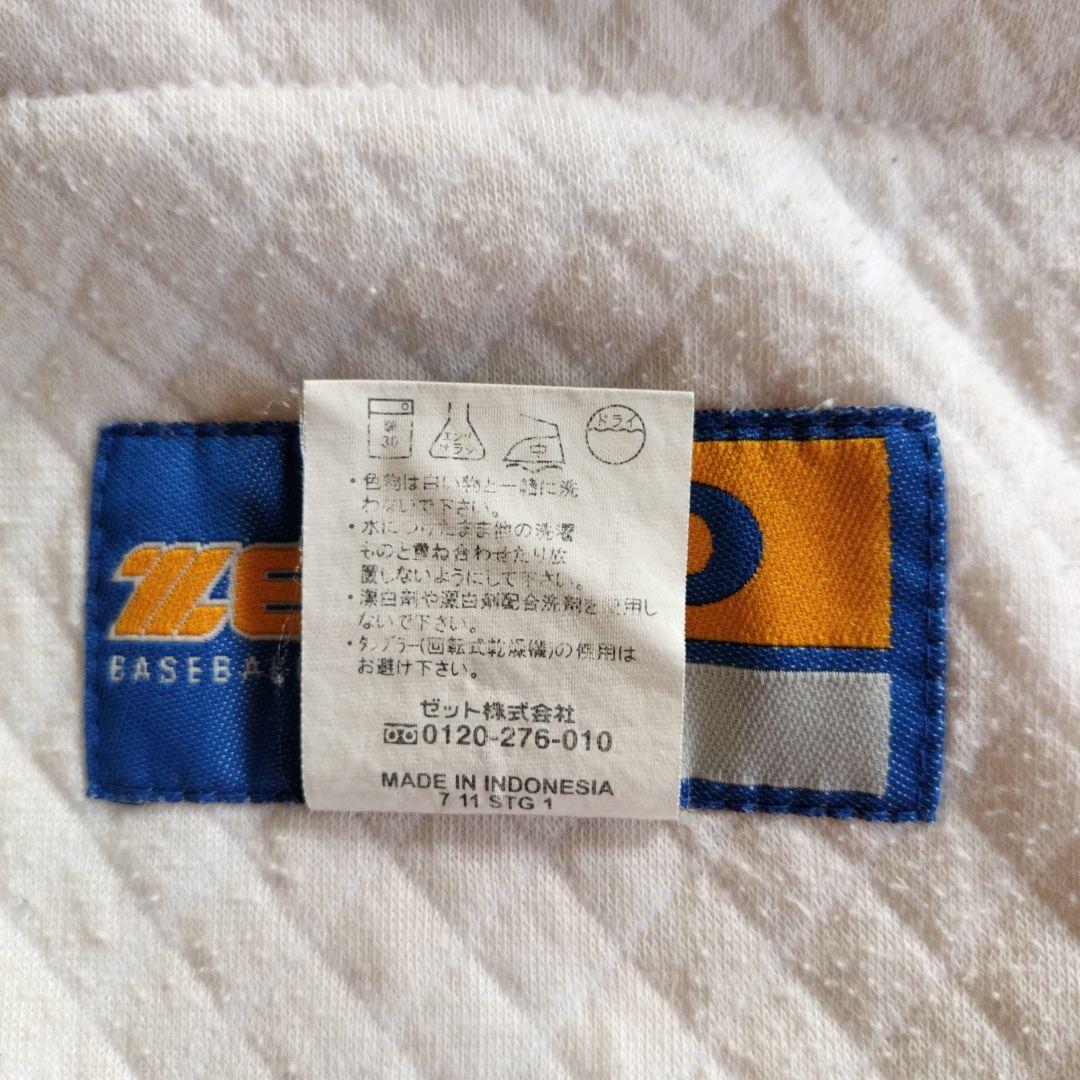 弱
30
エンソ
サラシ
中
ドライ
・色物は白い物と一諸に洗
わないで下さい。
・水につけたまま他の洗濯
ものと重ね合わせたり放
置しないようにして下さい。
・漂白剤や漂白剤配合洗剤を使用し
ないで下さい。
・タンブラー(回転式乾燥機)の使用は
お避け下さい。
ゼット株式会社
0120-276-010
MADE IN INDONESIA
7 11 STG 1
ZE
BASEBA
O